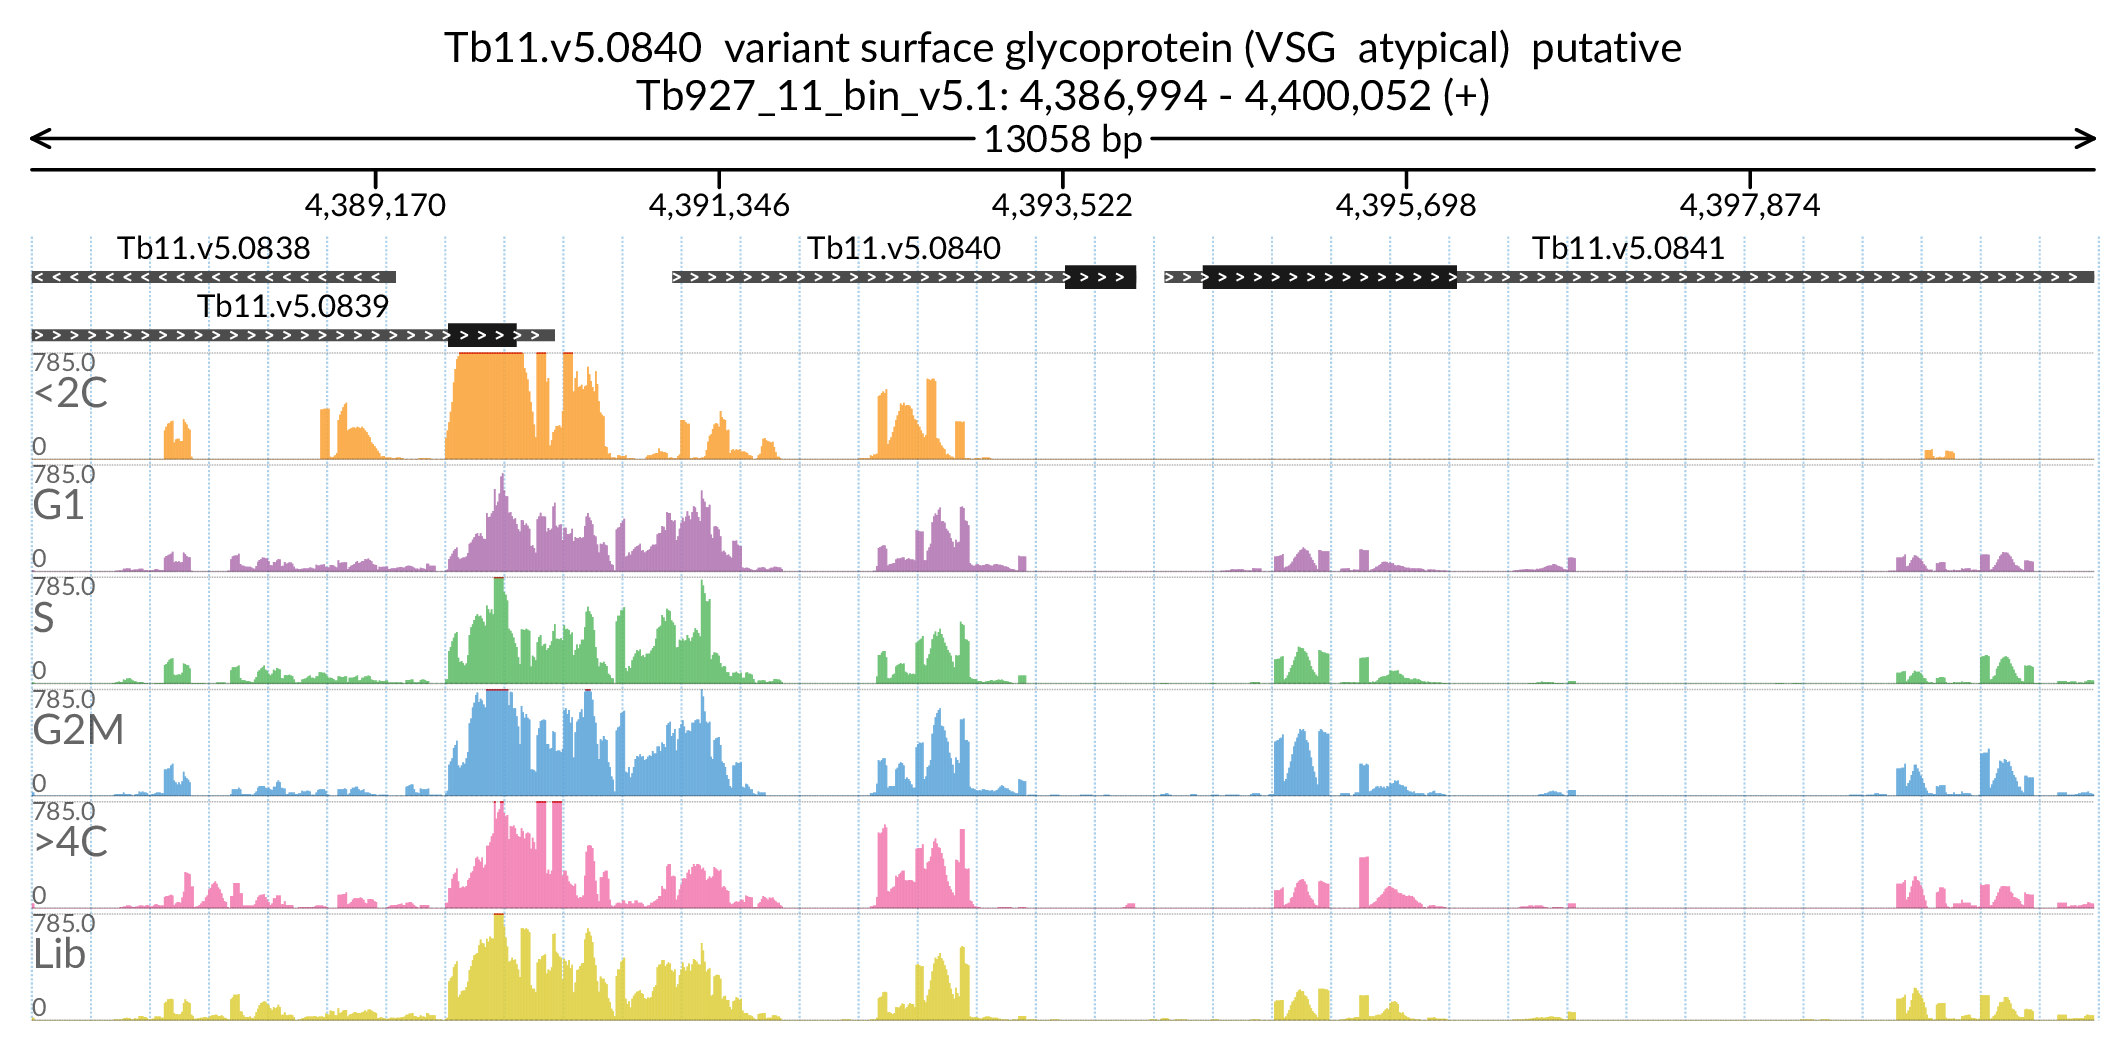 Tb11.v5.0840 variant surface glycoprotein (VSG atypical) putative
Tb927_11_bin_v5.1: 4,386,994 - 4,400,052 (+)
13058 bp
4,389,170 4,391,346 4,393,522 4,395,698 4,397,874
Tb11.v5.0838 Tb11.v5.0840 Tb11.v5.0841
Tb11.v5.0839
785.0
<2C
0
785.0
G1
0
785.0
S
0
785.0
G2M
0
785.0
>4C
0
785.0
Lib
0